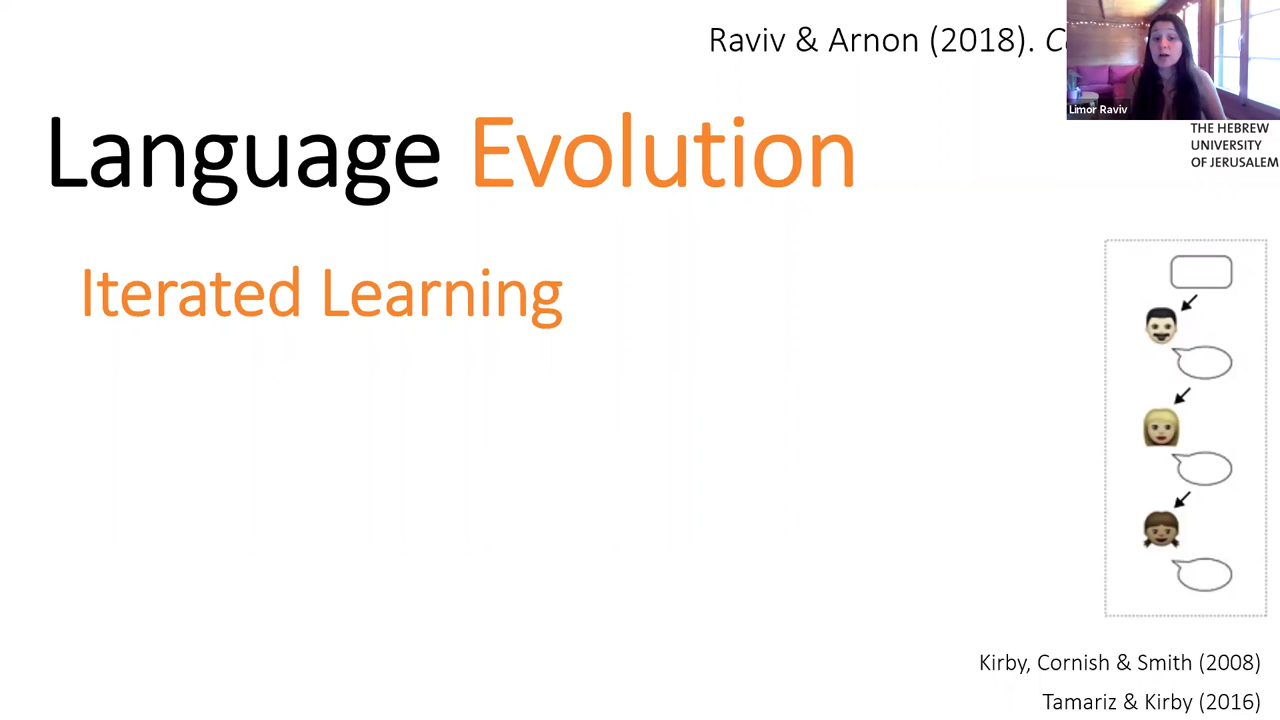 Raviv & Arnon (2018).
Limor Raviv
THE HEBREW
UNIVERSITY
OF JERUSALEM
Language Evolution
Iterated Learning
Kirby, Cornish & Smith (2008)
Tamariz & Kirby (2016)